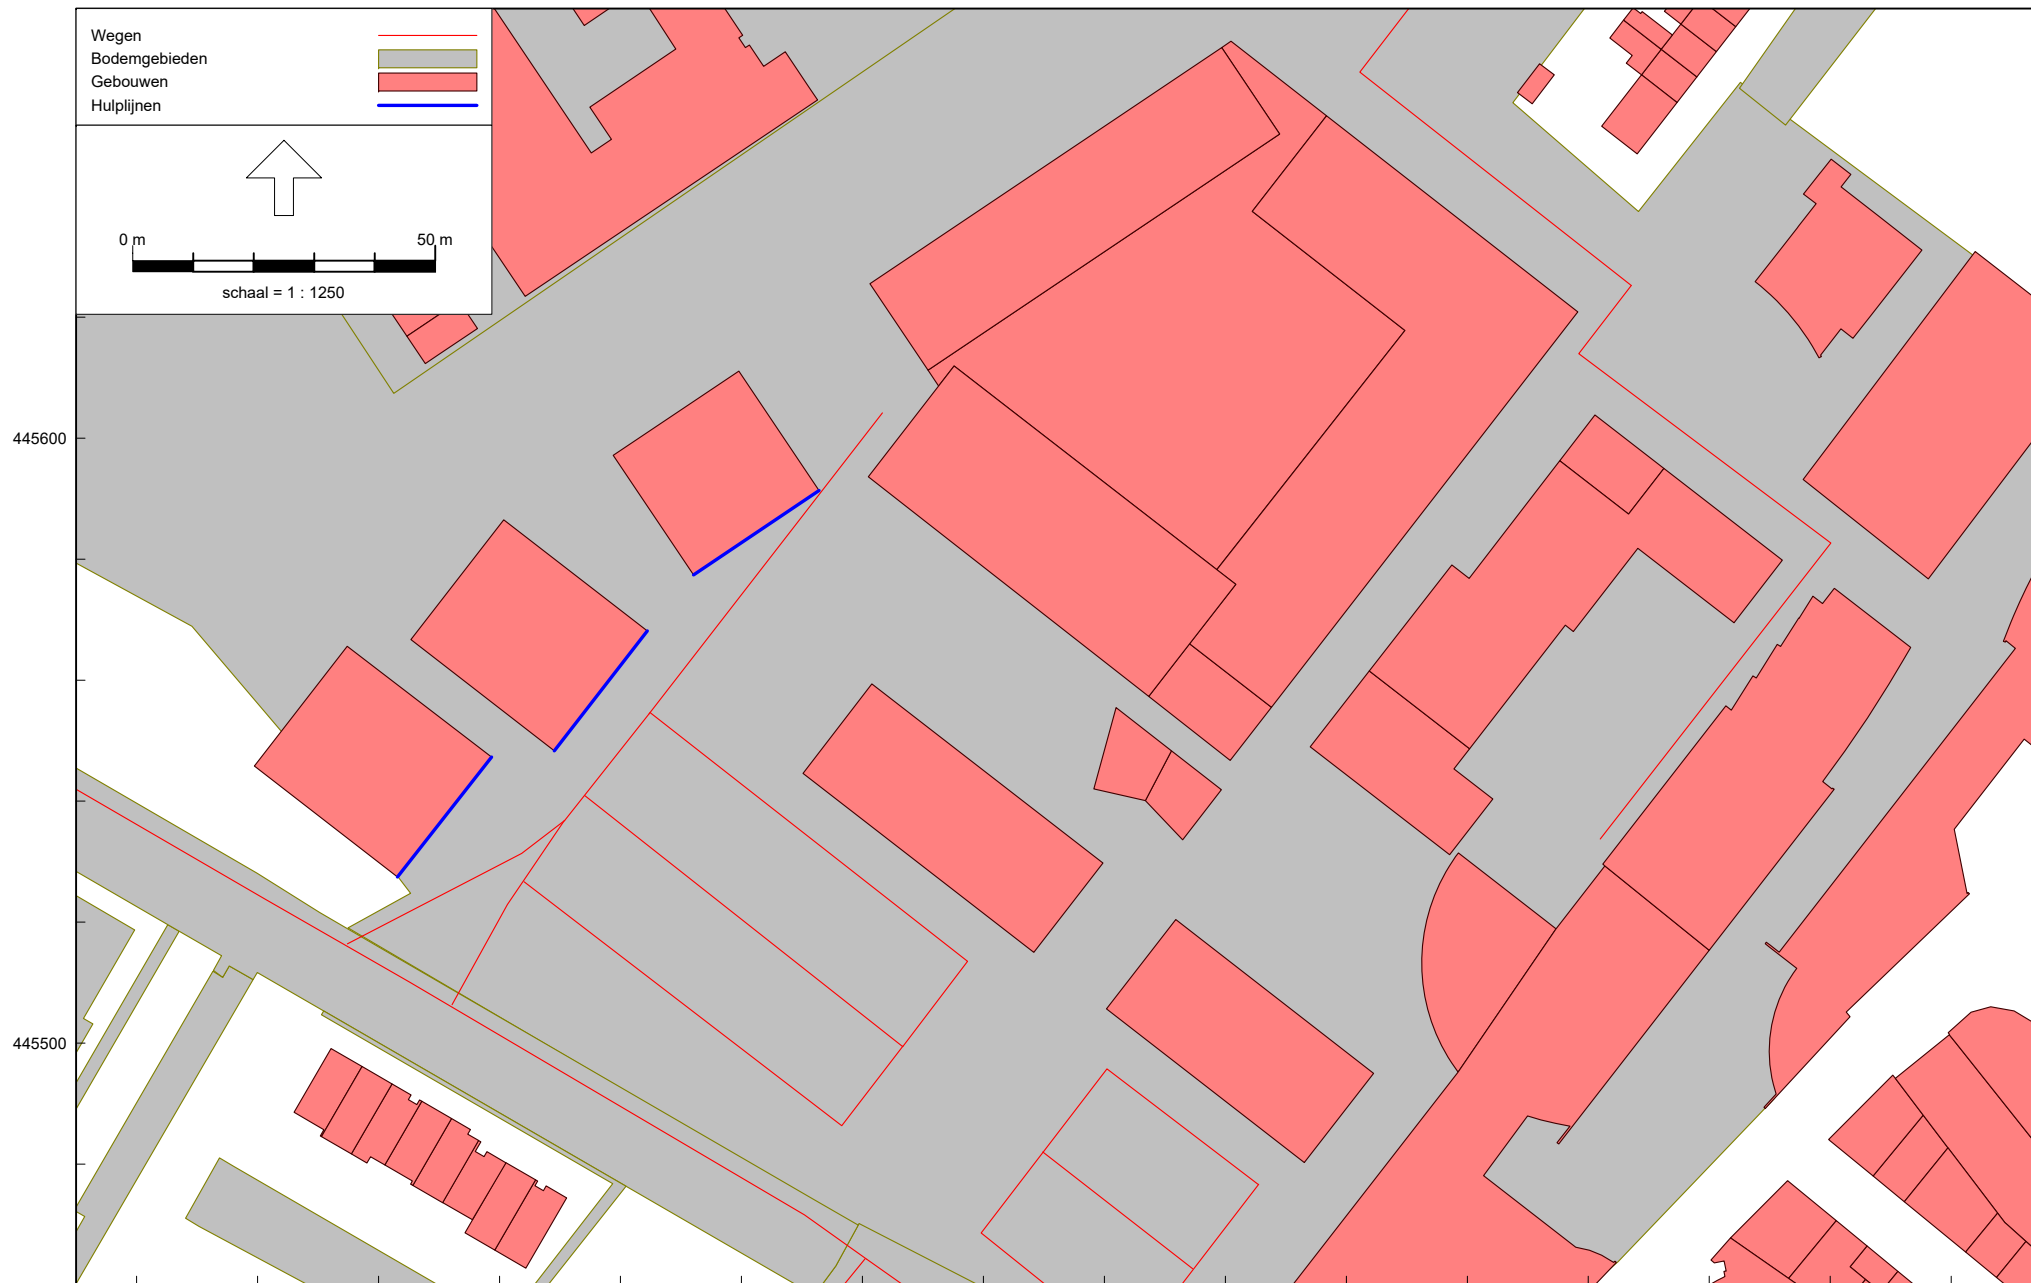 Wegen
Bodemgebieden
Gebouwen
Hulplijnen
0 m 50 m
schaal = 1 : 1250
445600
445500